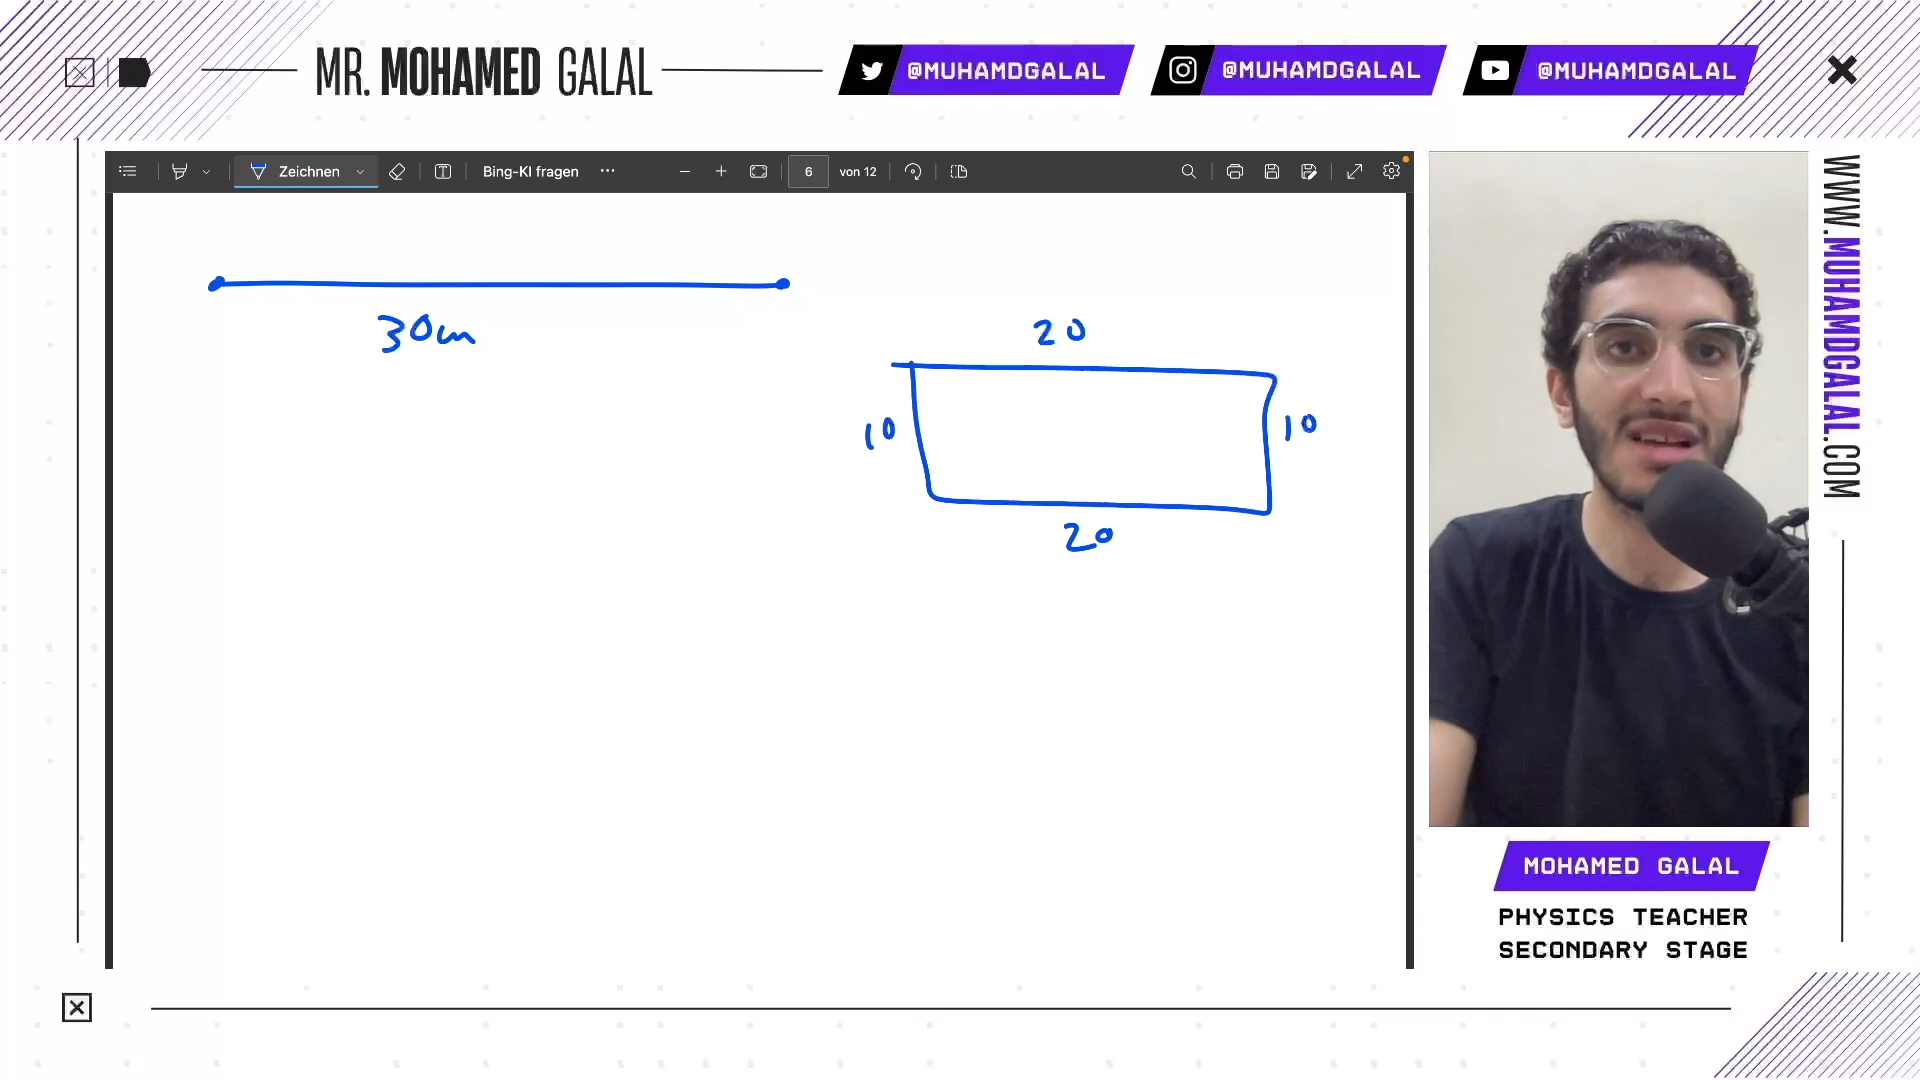 MR. MOHAMED GALAL
@MUHAMDGALAL
@MUHAMDGALAL
@MUHAMDGALAL
WWW.MUHAMDGALAL.COM
Zeichnen
Bing-KI fragen
6 von 12
30cm
20
10
10
20
MOHAMED GALAL
PHYSICS TEACHER
SECONDARY STAGE